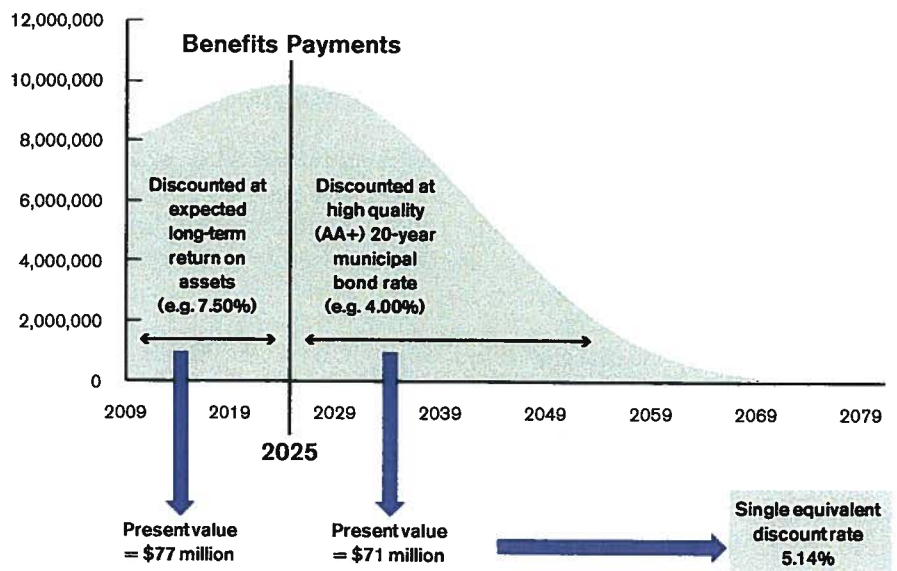 12,000,000
Benefits Payments
10,000,000
8,000,000
6,000,000
4,000,000
2,000,000
0
Discounted at
expected
long-term
return on
assets
(e.g. 7.50%)
Discounted at
high quality
(AA+) 20-year
municipal
bond rate
(e.g. 4.00%)
2009 2019 2029 2039 2049 2059 2069 2079
2025
Present value
= $77 million
Present value
= $71 million
Single equivalent
discount rate
5.14%